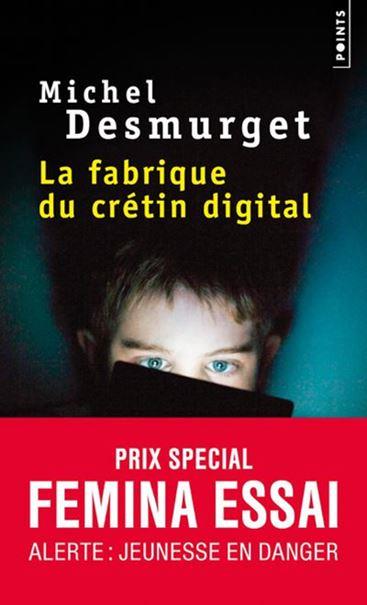 POINTS
Michel
Desmurget
La fabrique
du crétin digital
PRIX SPECIAL
FEMINA ESSAI
ALERTE : JEUNESSE EN DANGER